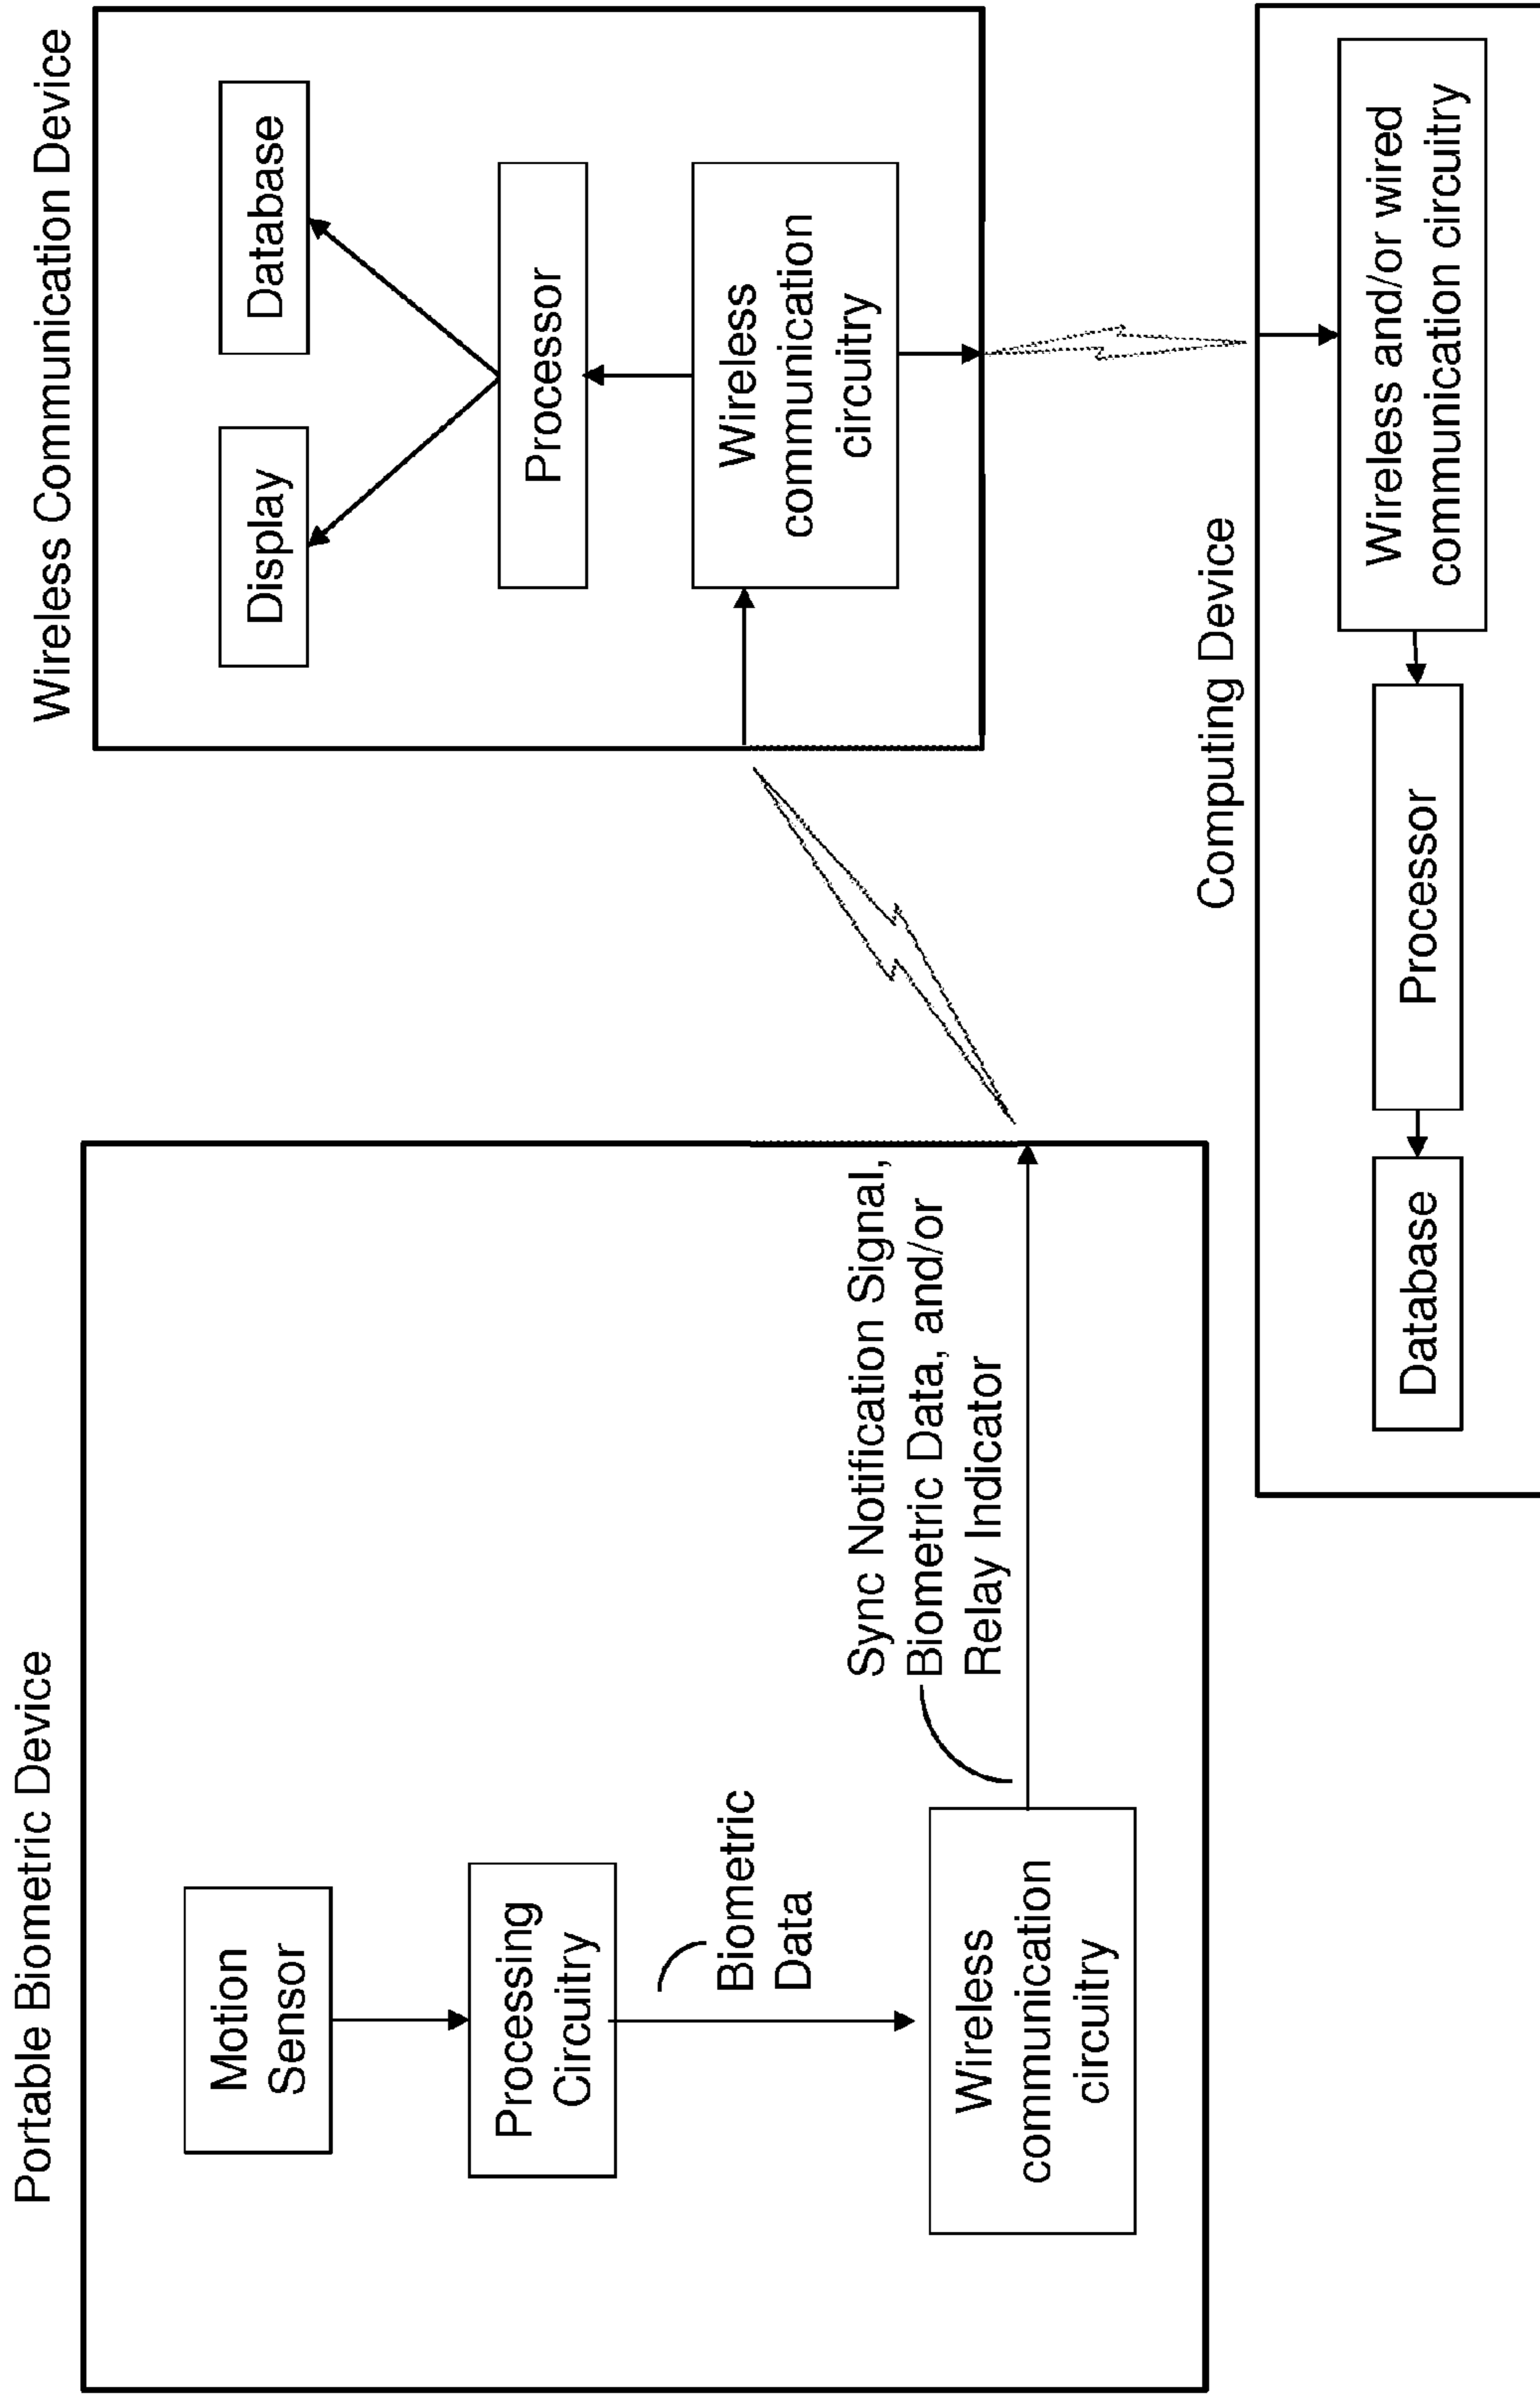 Portable Biometric Device
Motion
Sensor
Processing
Circuitry
Biometric
Data
Wireless
communication
circuitry
Sync Notification Signal,
Biometric Data, and/or
Relay Indicator
Wireless Communication Device
Display
Database
Processor
Wireless
communication
circuitry
Computing Device
Database
Processor
Wireless and/or wired
communication circuitry